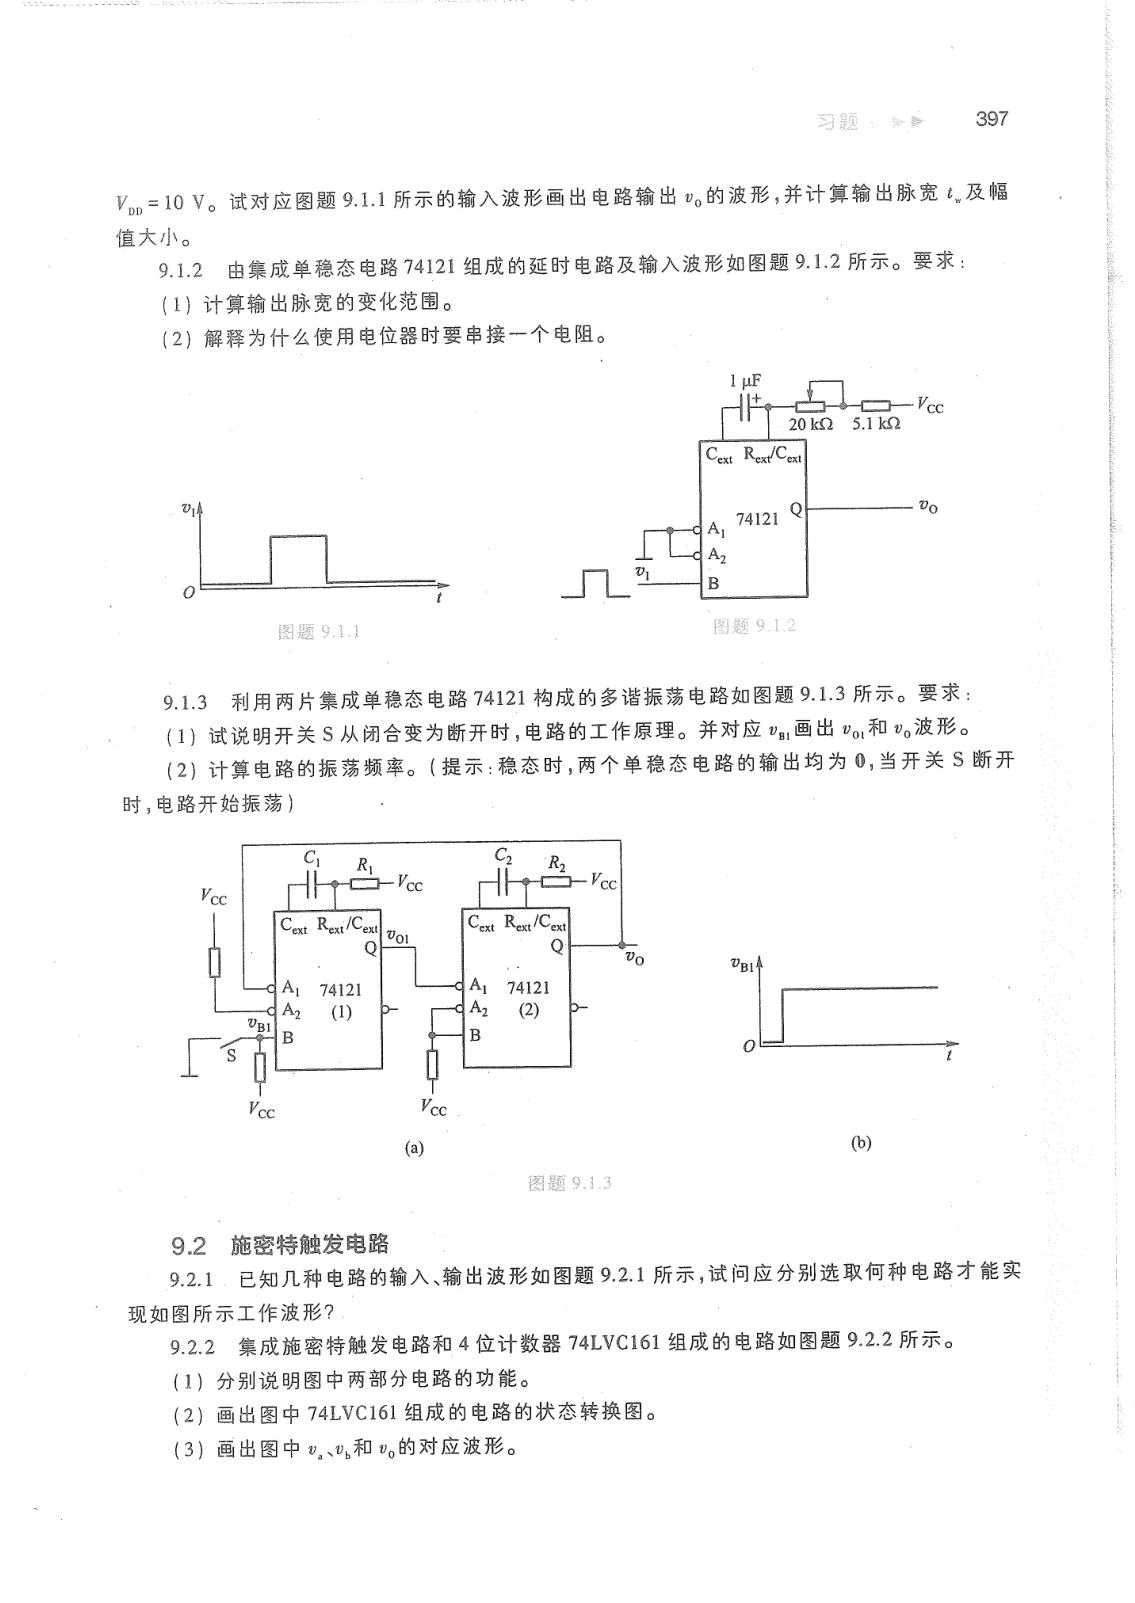 习题 397
V_DD = 10 V。试对应图题 9.1.1 所示的输入波形画出电路输出 v_o 的波形,并计算输出脉宽 t_w 及幅
值大小。
9.1.2 由集成单稳态电路 74121 组成的延时电路及输入波形如图题 9.1.2 所示。要求:
(1) 计算输出脉宽的变化范围。
(2) 解释为什么使用电位器时要串接一个电阻。
1 μF
+
V_CC
20 kΩ 5.1 kΩ
C_ext R_ext/C_ext
v_I
74121 Q v_O
A_1
A_2
v_I
B
O t
图题 9.1.1 图题 9.1.2
9.1.3 利用两片集成单稳态电路 74121 构成的多谐振荡电路如图题 9.1.3 所示。要求:
(1) 试说明开关 S 从闭合变为断开时,电路的工作原理。并对应 v_B1 画出 v_O1 和 v_o 波形。
(2) 计算电路的振荡频率。(提示:稳态时,两个单稳态电路的输出均为 0,当开关 S 断开
时,电路开始振荡)
C_1 R_1 V_CC C_2 R_2 V_CC
V_CC
C_ext R_ext/C_ext C_ext R_ext/C_ext
Q v_O1 Q v_O
v_B1
A_1 74121 A_1 74121
A_2 (1) A_2 (2)
v_B1 B B
S
O t
V_CC V_CC
(a) (b)
图题 9.1.3
9.2 施密特触发电路
9.2.1 已知几种电路的输入、输出波形如图题 9.2.1 所示,试问应分别选取何种电路才能实
现如图所示工作波形?
9.2.2 集成施密特触发电路和 4 位计数器 74LVC161 组成的电路如图题 9.2.2 所示。
(1) 分别说明图中两部分电路的功能。
(2) 画出图中 74LVC161 组成的电路的状态转换图。
(3) 画出图中 v_a、v_b 和 v_o 的对应波形。